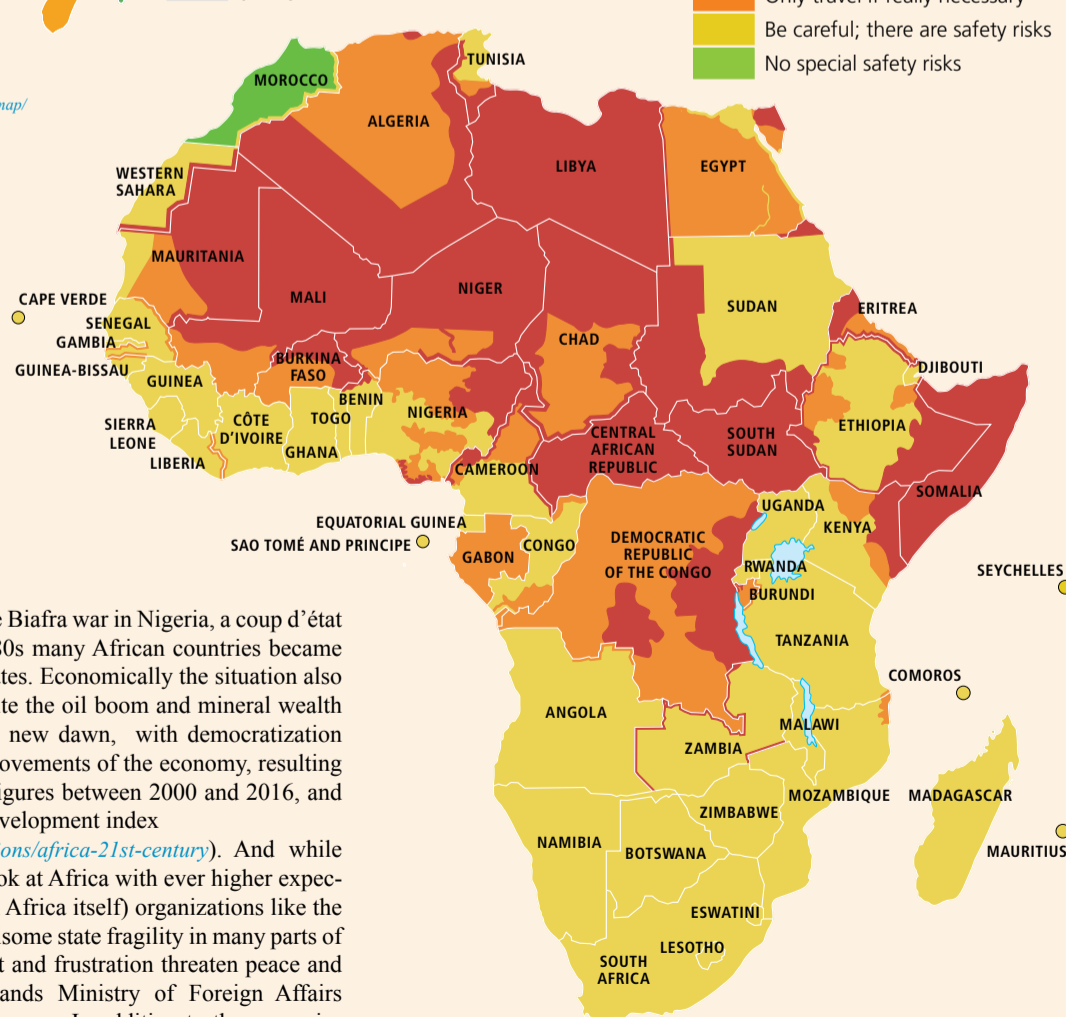 Only travel if really necessary
Be careful; there are safety risks
No special safety risks
map/
MOROCCO
TUNISIA
ALGERIA
LIBYA
EGYPT
WESTERN
SAHARA
MAURITANIA
MALI
NIGER
CHAD
SUDAN
ERITREA
CAPE VERDE
SENEGAL
GAMBIA
GUINEA-BISSAU
GUINEA
BURKINA
FASO
BENIN
TOGO
NIGERIA
DJIBOUTI
ETHIOPIA
SIERRA
LEONE
LIBERIA
CÔTE
D'IVOIRE
GHANA
CAMEROON
CENTRAL
AFRICAN
REPUBLIC
SOUTH
SUDAN
SOMALIA
EQUATORIAL GUINEA
SAO TOMÉ AND PRINCIPE
GABON
CONGO
DEMOCRATIC
REPUBLIC
OF THE CONGO
UGANDA
KENYA
RWANDA
BURUNDI
TANZANIA
SEYCHELLES
COMOROS
ANGOLA
ZAMBIA
MALAWI
MOZAMBIQUE
MADAGASCAR
MAURITIUS
ZIMBABWE
NAMIBIA
BOTSWANA
ESWATINI
LESOTHO
SOUTH
AFRICA
e Biafra war in Nigeria, a coup d'état
80s many African countries became
ates. Economically the situation also
ite the oil boom and mineral wealth
new dawn, with democratization
ovements of the economy, resulting
igures between 2000 and 2016, and
velopment index
ions/africa-21st-century). And while
ok at Africa with ever higher expec-
Africa itself) organizations like the
some state fragility in many parts of
t and frustration threaten peace and
ands Ministry of Foreign Affairs